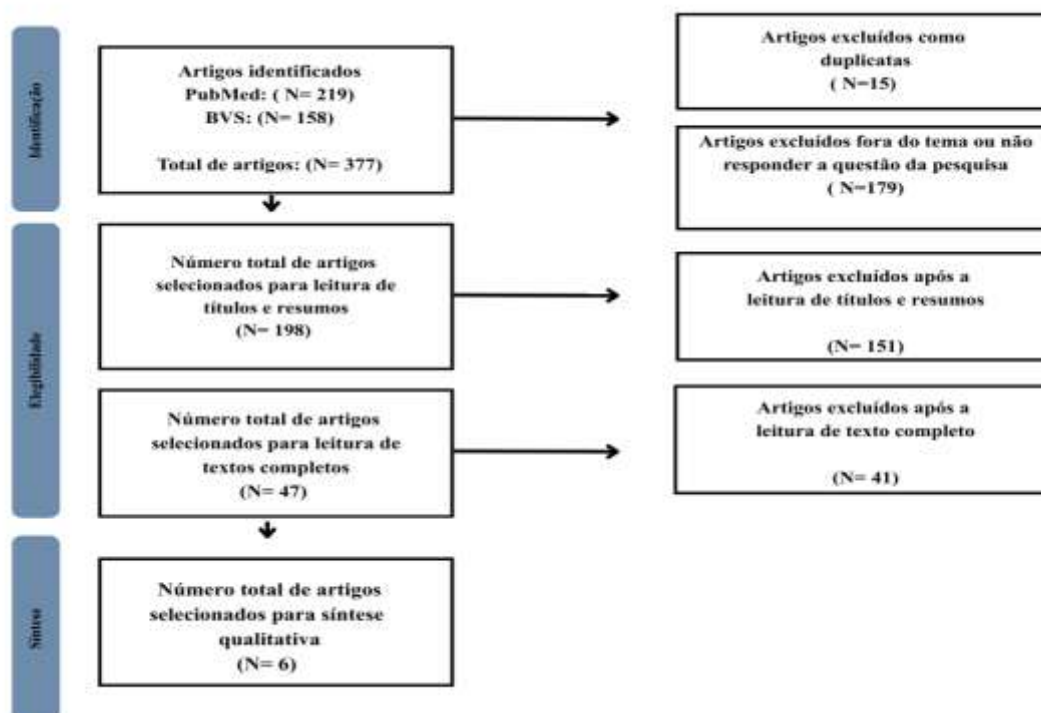 Identificação
Artigos identificados
PubMed: ( N= 219)
BVS: (N= 158)
Total de artigos: (N= 377)
Artigos excluídos como
duplicatas
( N=15)
Artigos excluídos fora do tema ou não
responder a questão da pesquisa
( N=179)
Elegibilidade
Número total de artigos
selecionados para leitura de
títulos e resumos
(N= 198)
Artigos excluídos após a
leitura de títulos e resumos
(N= 151)
Número total de artigos
selecionados para leitura de
textos completos
(N= 47)
Artigos excluídos após a
leitura de texto completo
(N= 41)
Síntese
Número total de artigos
selecionados para síntese
qualitativa
(N= 6)